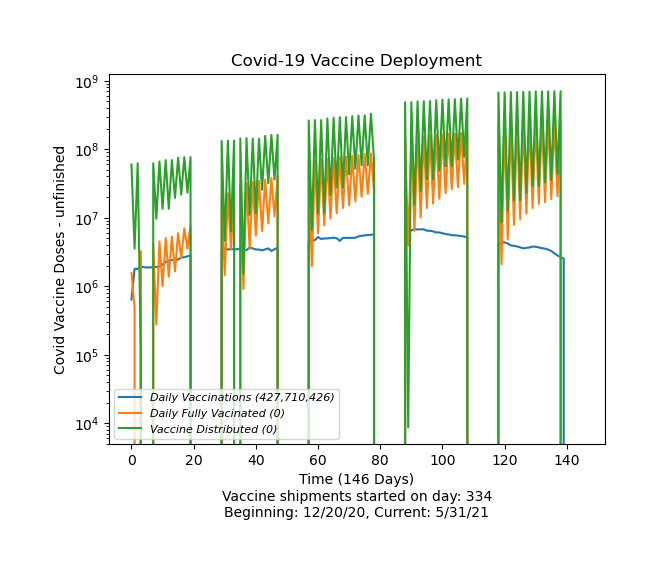 Covid-19 Vaccine Deployment
Covid Vaccine Doses - unfinished
10⁹
10⁸
10⁷
10⁶
10⁵
10⁴
Daily Vaccinations (427,710,426)
Daily Fully Vacinated (0)
Vaccine Distributed (0)
0 20 40 60 80 100 120 140
Time (146 Days)
Vaccine shipments started on day: 334
Beginning: 12/20/20, Current: 5/31/21